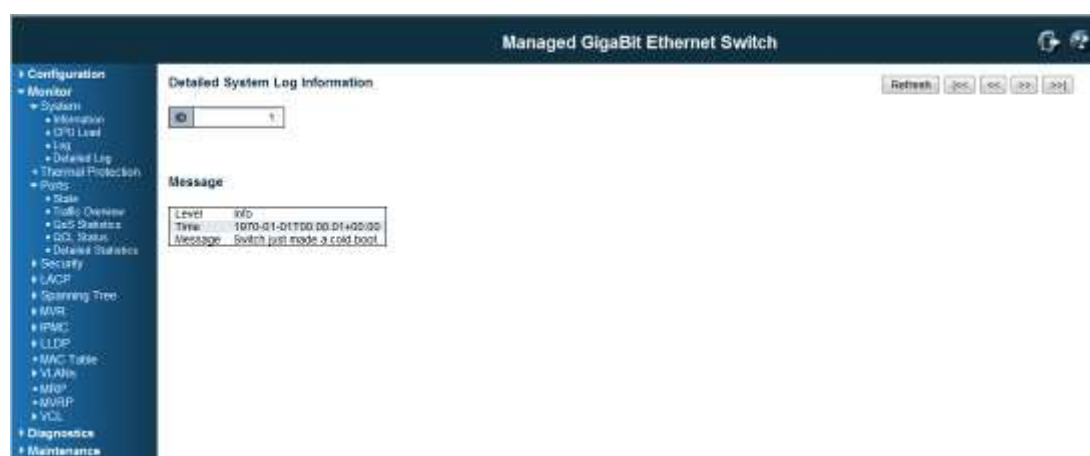 Managed GigaBit Ethernet Switch
Configuration
Monitor
System
Information
CPU Load
Log
Detailed Log
Thermal Protection
Ports
State
Traffic Overview
QoS Statistics
QCL Status
Detailed Statistics
Security
LACP
Spanning Tree
MVR
IPMC
LLDP
MAC Table
VLANs
MRP
MVRP
VCL
Diagnostics
Maintenance
Detailed System Log Information
Refresh |<< << >> >>|
ID 1
Message
Level Info
Time 1970-01-01T00:00:01+00:00
Message Switch just made a cold boot.